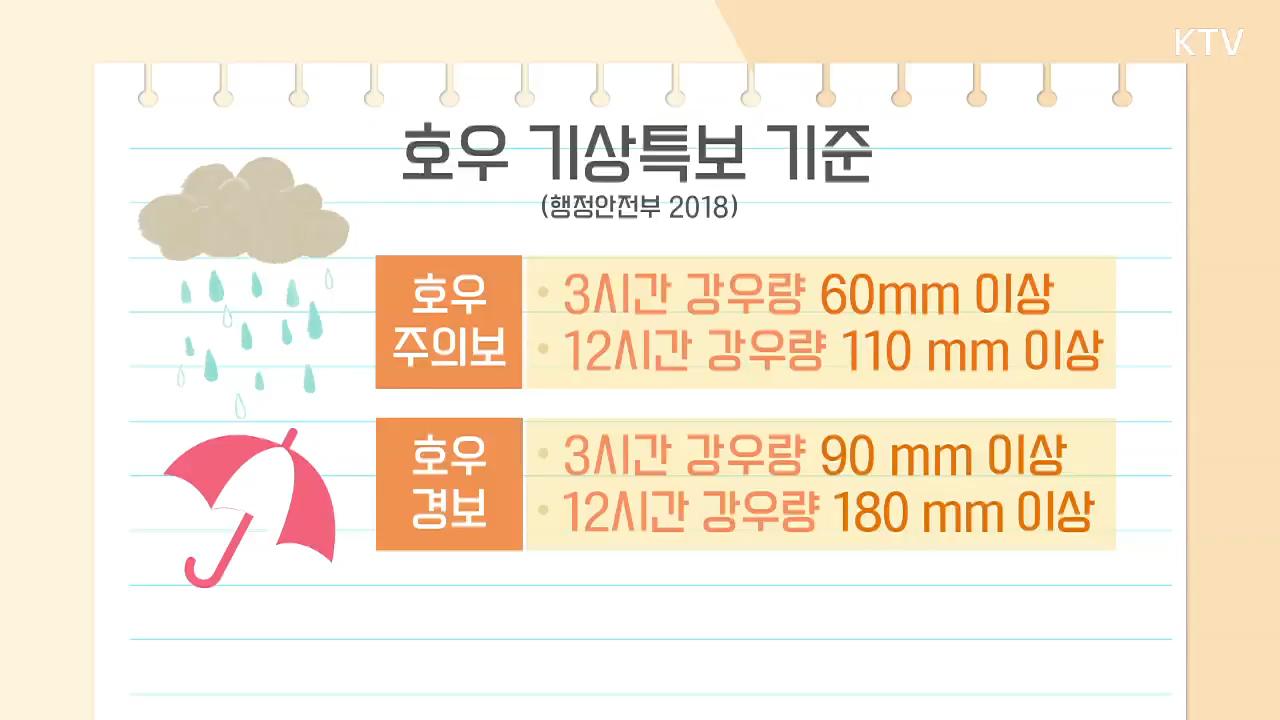 KTV
호우 기상특보 기준
(행정안전부 2018)
호우
주의보
• 3시간 강우량 60mm 이상
• 12시간 강우량 110 mm 이상
호우
경보
• 3시간 강우량 90 mm 이상
• 12시간 강우량 180 mm 이상